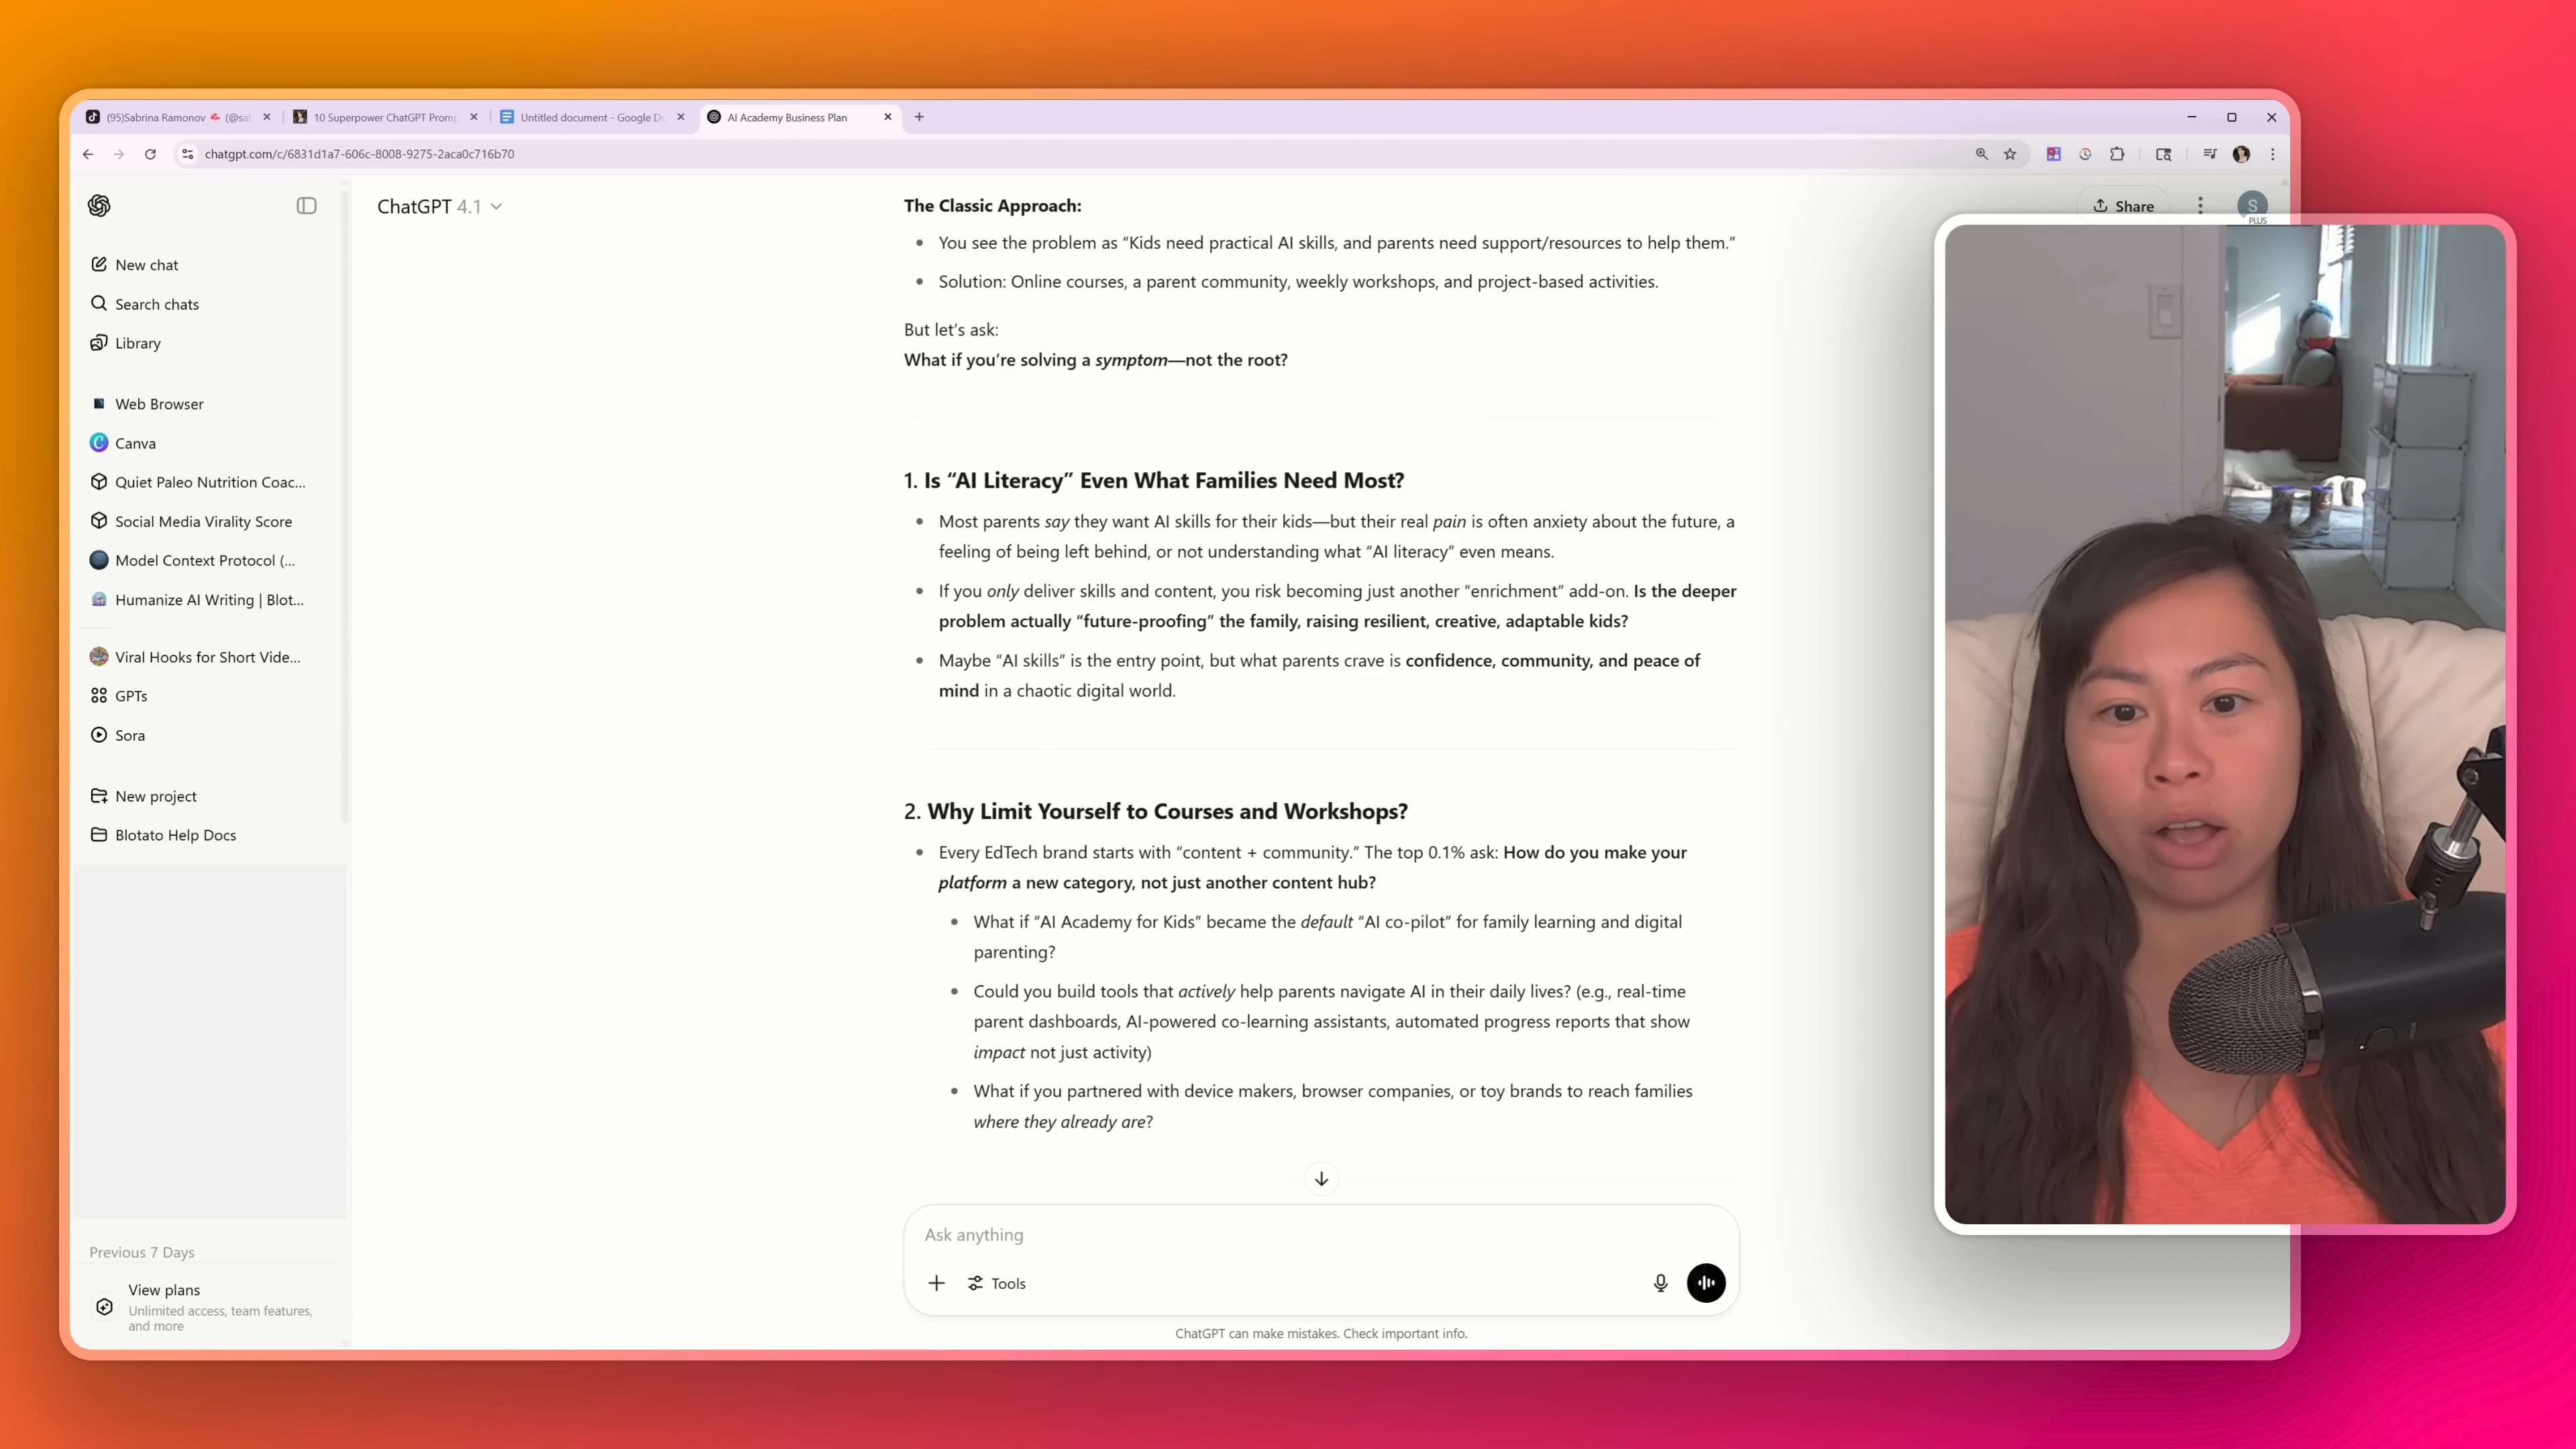 (95)Sabrina Ramonov
10 Superpower ChatGPT Promp
Untitled document - Google Do
AI Academy Business Plan
chatgpt.com/c/6831d1a7-606c-8008-9275-2aca0c716b70
ChatGPT 4.1
Share
S
PLUS
New chat
Search chats
Library
Web Browser
Canva
Quiet Paleo Nutrition Coac...
Social Media Virality Score
Model Context Protocol (...
Humanize AI Writing | Blot...
Viral Hooks for Short Vide...
GPTs
Sora
New project
Blotato Help Docs
Previous 7 Days
View plans
Unlimited access, team features,
and more
The Classic Approach:
• You see the problem as “Kids need practical AI skills, and parents need support/resources to help them.”
• Solution: Online courses, a parent community, weekly workshops, and project-based activities.
But let’s ask:
What if you’re solving a symptom—not the root?
1. Is “AI Literacy” Even What Families Need Most?
• Most parents say they want AI skills for their kids—but their real pain is often anxiety about the future, a
feeling of being left behind, or not understanding what “AI literacy” even means.
• If you only deliver skills and content, you risk becoming just another “enrichment” add-on. Is the deeper
problem actually “future-proofing” the family, raising resilient, creative, adaptable kids?
• Maybe “AI skills” is the entry point, but what parents crave is confidence, community, and peace of
mind in a chaotic digital world.
2. Why Limit Yourself to Courses and Workshops?
• Every EdTech brand starts with “content + community.” The top 0.1% ask: How do you make your
platform a new category, not just another content hub?
• What if “AI Academy for Kids” became the default “AI co-pilot” for family learning and digital
parenting?
• Could you build tools that actively help parents navigate AI in their daily lives? (e.g., real-time
parent dashboards, AI-powered co-learning assistants, automated progress reports that show
impact not just activity)
• What if you partnered with device makers, browser companies, or toy brands to reach families
where they already are?
Ask anything
Tools
ChatGPT can make mistakes. Check important info.